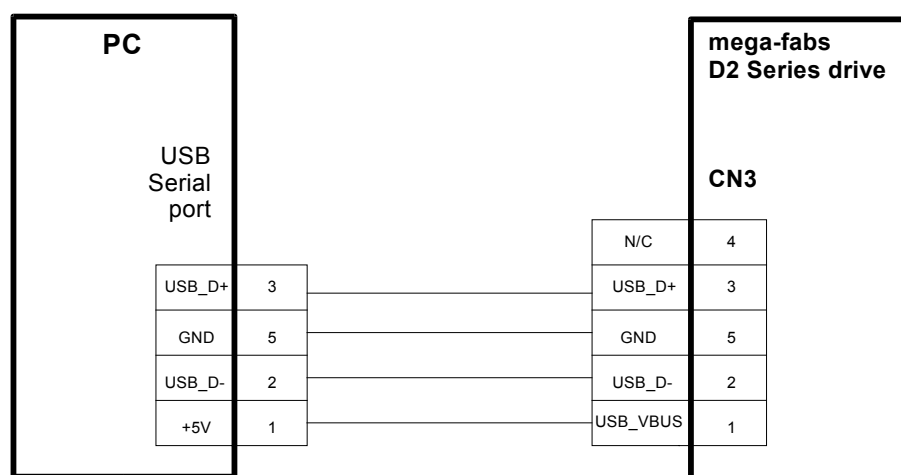 PC
mega-fabs
D2 Series drive
USB
Serial
port
CN3
N/C 4
USB_D+ 3 USB_D+ 3
GND 5 GND 5
USB_D- 2 USB_D- 2
+5V 1 USB_VBUS 1